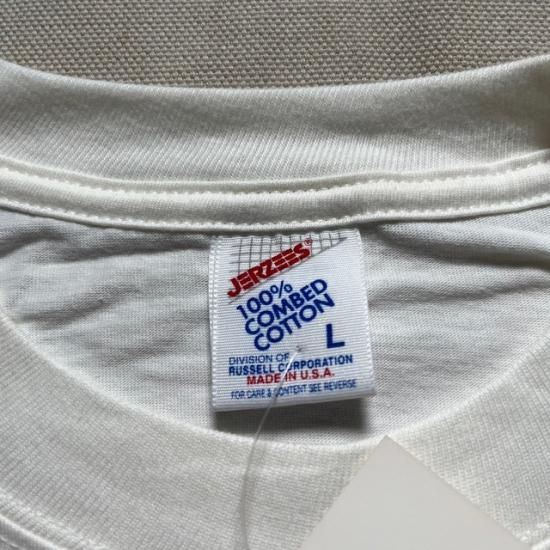 JERZEES®
100%
COMBED
COTTON
L
DIVISION OF
RUSSELL CORPORATION
MADE IN U.S.A.
FOR CARE & CONTENT SEE REVERSE